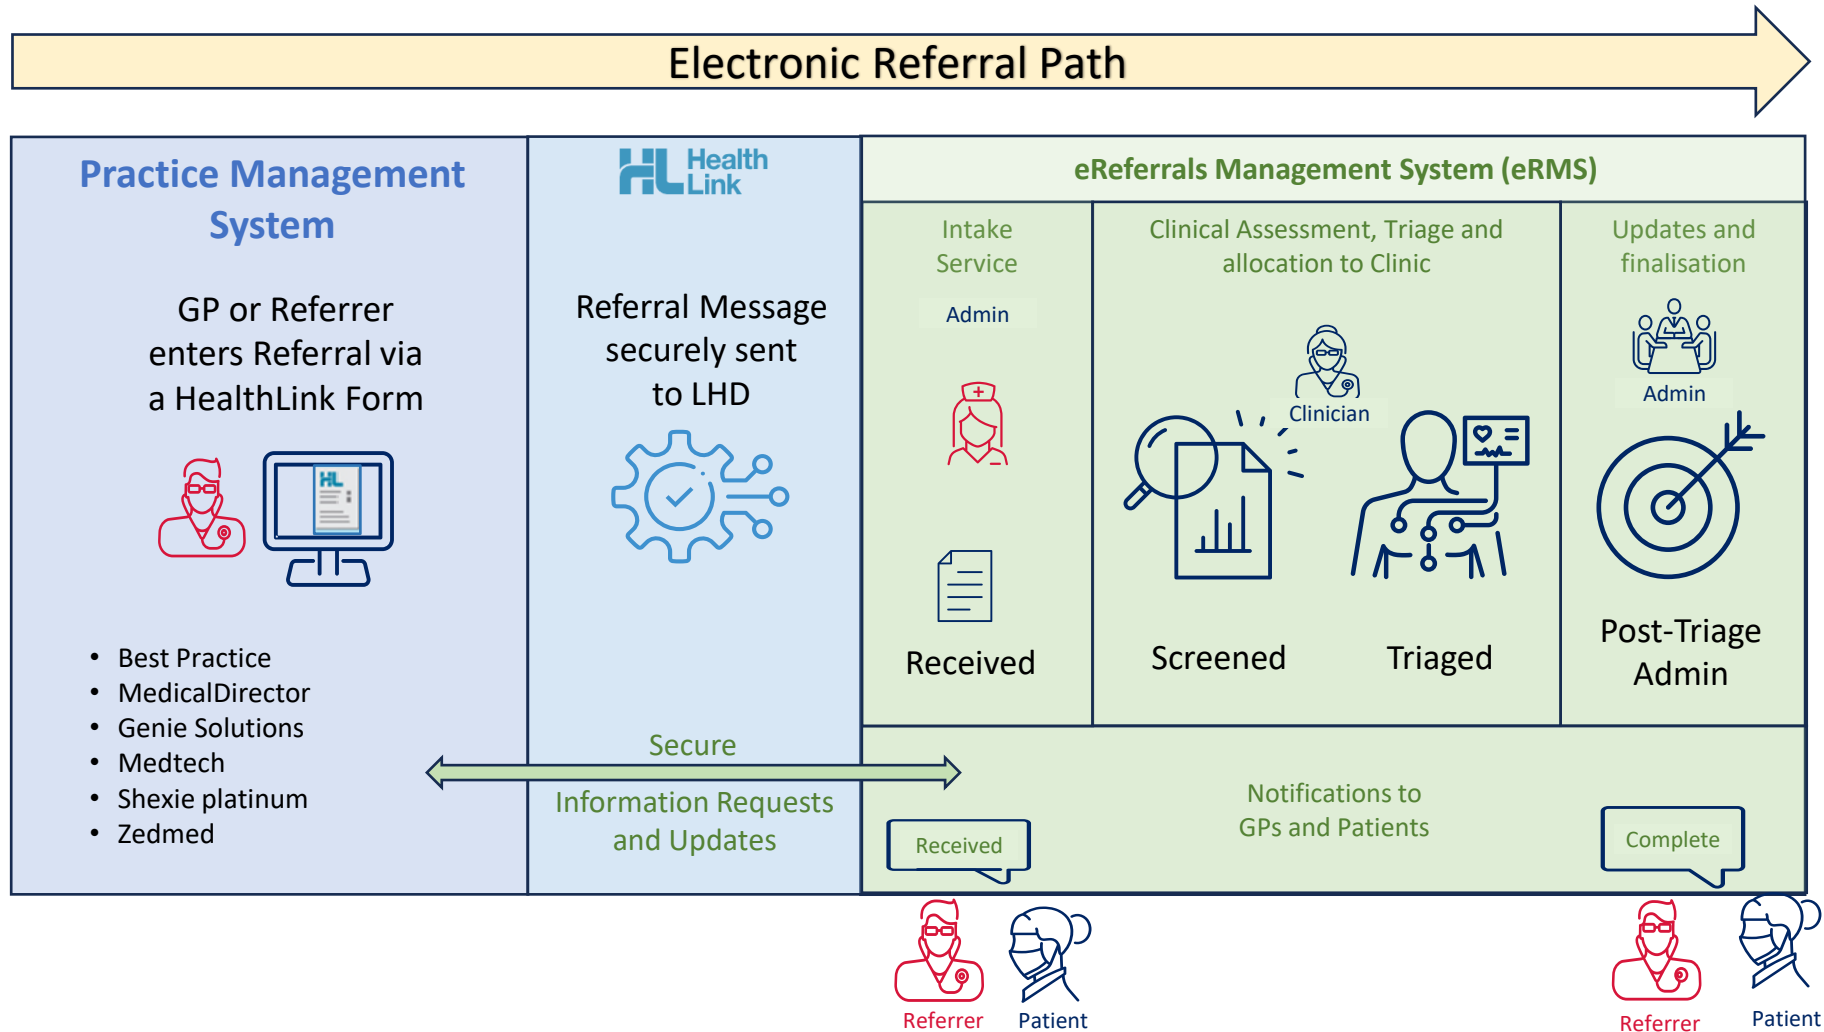 Electronic Referral Path
Practice Management
System
GP or Referrer
enters Referral via
a HealthLink Form
HL
• Best Practice
• MedicalDirector
• Genie Solutions
• Medtech
• Shexie platinum
• Zedmed
HL Health
Link
Referral Message
securely sent
to LHD
Secure
Information Requests
and Updates
eReferrals Management System (eRMS)
Intake
Service
Admin
Received
Clinical Assessment, Triage and
allocation to Clinic
Clinician
Screened
Triaged
Updates and
finalisation
Admin
Post-Triage
Admin
Notifications to
GPs and Patients
Received
Complete
Referrer
Patient
Referrer
Patient